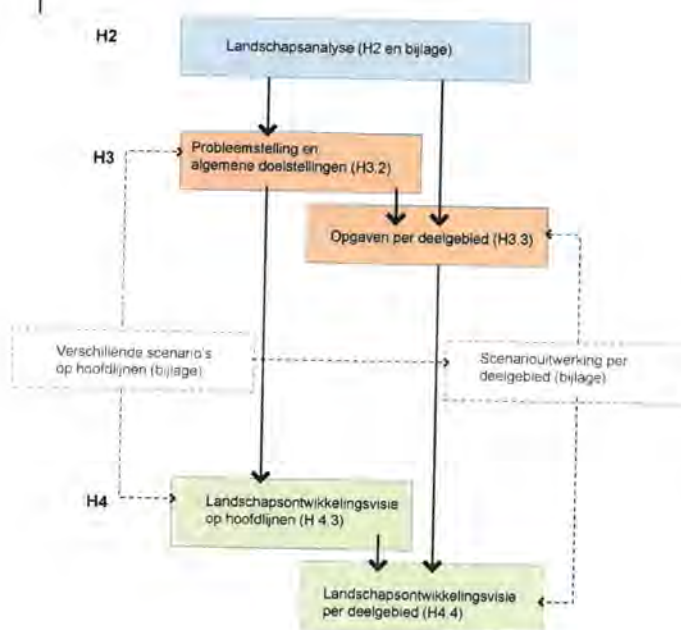 H2
Landschapsanalyse (H2 en bijlage)
H3
Probleemstelling en
algemene doelstellingen (H3.2)
Opgaven per deelgebied (H3.3)
Verschillende scenario's
op hoofdlijnen (bijlage)
Scenariouitwerking per
deelgebied (bijlage)
H4
Landschapsontwikkelingsvisie
op hoofdlijnen (H 4.3)
Landschapsontwikkelingsvisie
per deelgebied (H4.4)